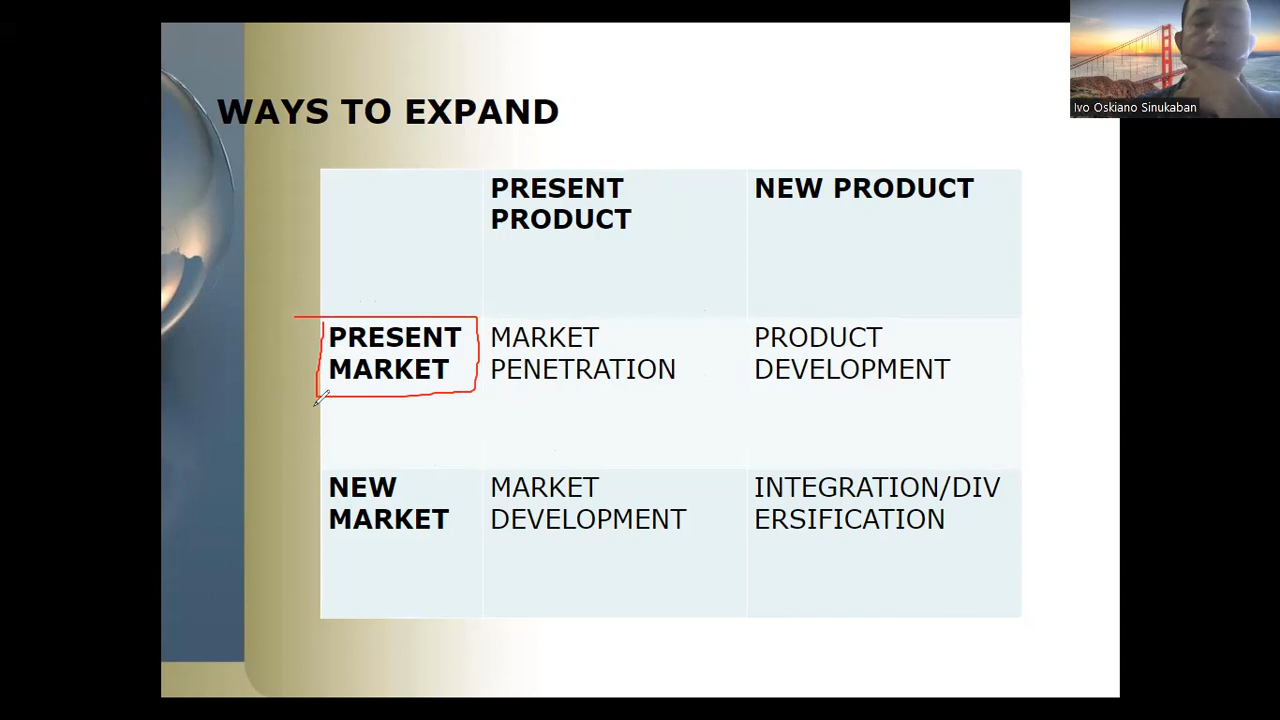 Ivo Oskiano Sinukaban
WAYS TO EXPAND
PRESENT
PRODUCT
NEW PRODUCT
PRESENT
MARKET
MARKET
PENETRATION
PRODUCT
DEVELOPMENT
NEW
MARKET
MARKET
DEVELOPMENT
INTEGRATION/DIV
ERSIFICATION